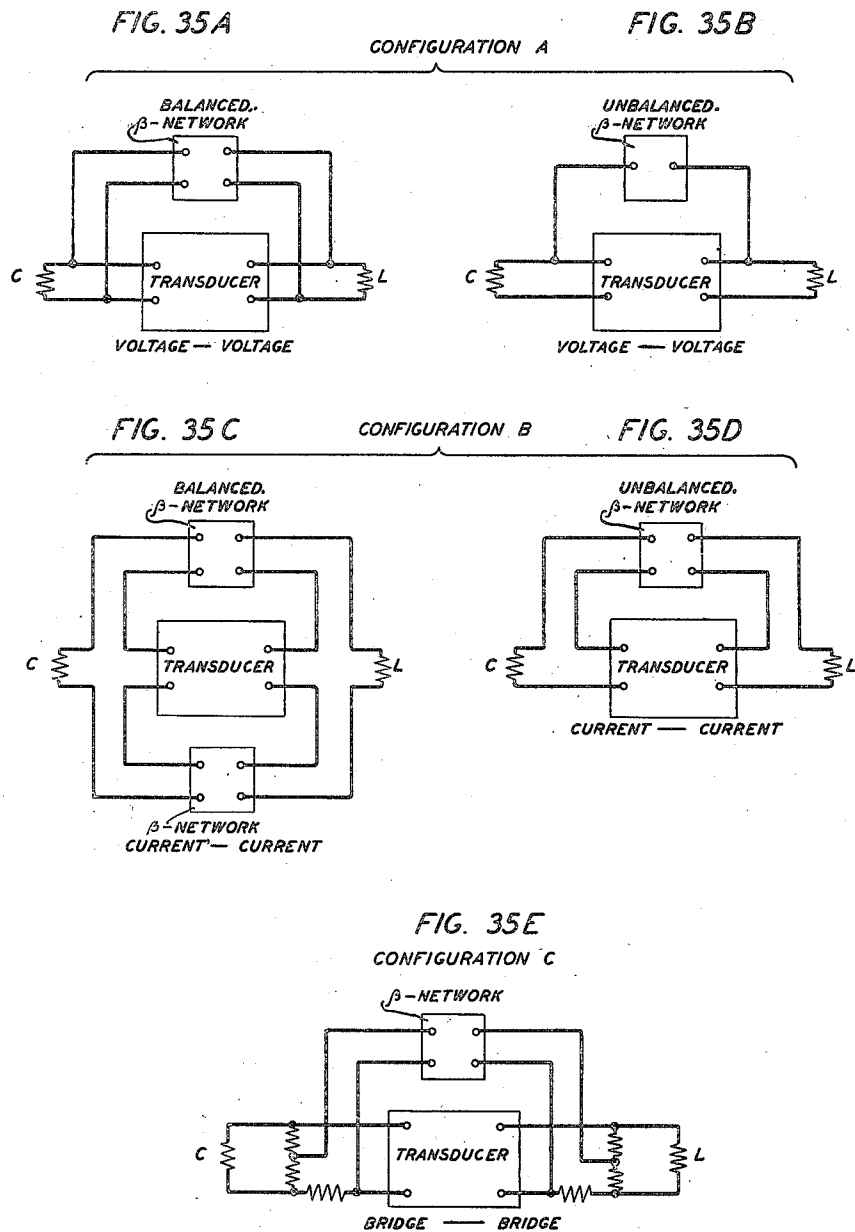 FIG. 35A
FIG. 35B
CONFIGURATION A
BALANCED.
β-NETWORK
C
TRANSDUCER
L
VOLTAGE — VOLTAGE
UNBALANCED.
β-NETWORK
C
TRANSDUCER
L
VOLTAGE — VOLTAGE
FIG. 35C
CONFIGURATION B
FIG. 35D
BALANCED.
β-NETWORK
C
TRANSDUCER
L
β-NETWORK
CURRENT — CURRENT
UNBALANCED.
β-NETWORK
C
TRANSDUCER
L
CURRENT — CURRENT
FIG. 35E
CONFIGURATION C
β-NETWORK
C
TRANSDUCER
L
BRIDGE — BRIDGE